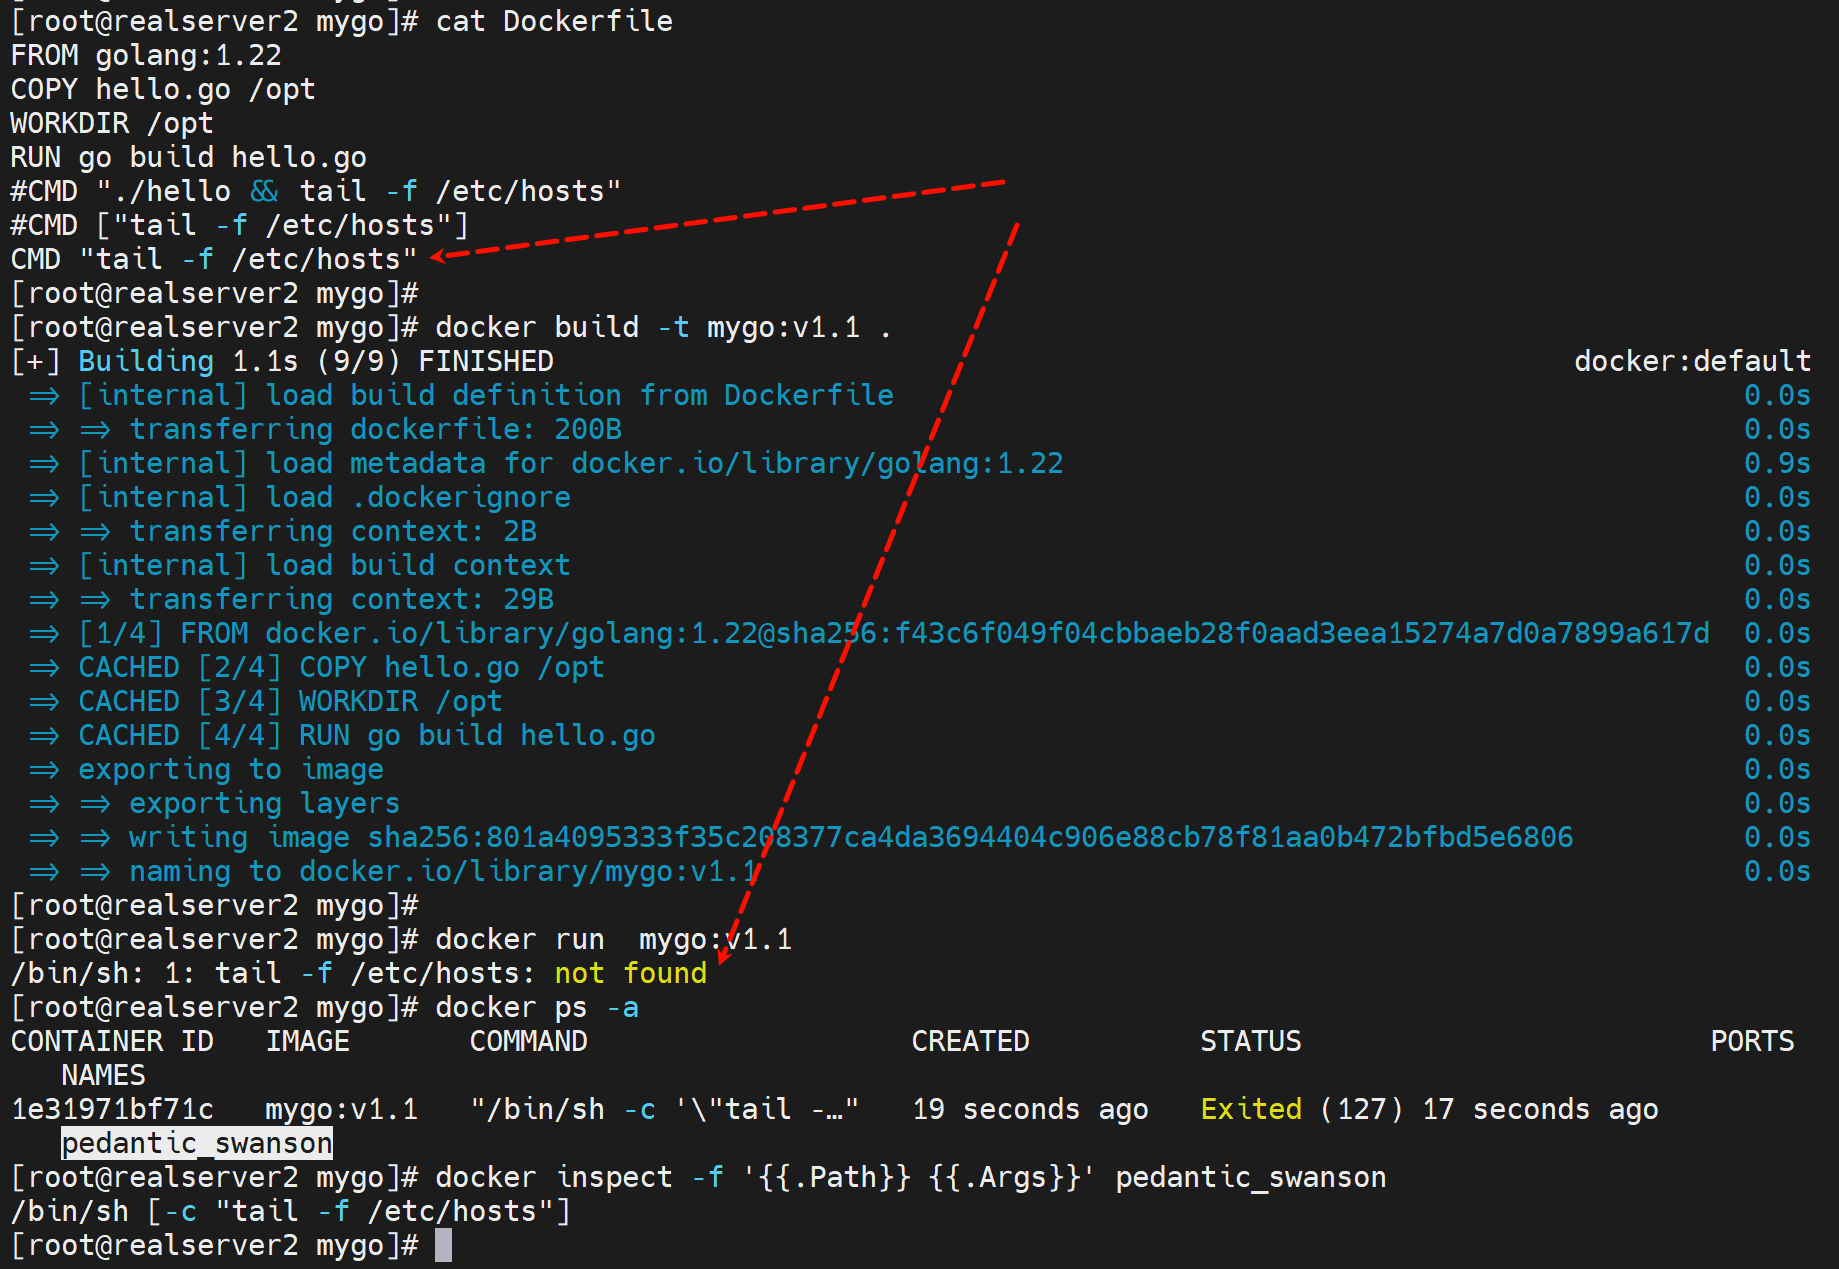 [root@realserver2 mygo]# cat Dockerfile
FROM golang:1.22
COPY hello.go /opt
WORKDIR /opt
RUN go build hello.go
#CMD "./hello && tail -f /etc/hosts"
#CMD ["tail -f /etc/hosts"]
CMD "tail -f /etc/hosts"
[root@realserver2 mygo]#
[root@realserver2 mygo]# docker build -t mygo:v1.1 .
[+] Building 1.1s (9/9) FINISHED docker:default
=> [internal] load build definition from Dockerfile 0.0s
=> => transferring dockerfile: 200B 0.0s
=> [internal] load metadata for docker.io/library/golang:1.22 0.9s
=> [internal] load .dockerignore 0.0s
=> => transferring context: 2B 0.0s
=> [internal] load build context 0.0s
=> => transferring context: 29B 0.0s
=> [1/4] FROM docker.io/library/golang:1.22@sha256:f43c6f049f04cbbaeb28f0aad3eea15274a7d0a7899a617d 0.0s
=> CACHED [2/4] COPY hello.go /opt 0.0s
=> CACHED [3/4] WORKDIR /opt 0.0s
=> CACHED [4/4] RUN go build hello.go 0.0s
=> exporting to image 0.0s
=> => exporting layers 0.0s
=> => writing image sha256:801a4095333f35c208377ca4da3694404c906e88cb78f81aa0b472bfbd5e6806 0.0s
=> => naming to docker.io/library/mygo:v1.1 0.0s
[root@realserver2 mygo]#
[root@realserver2 mygo]# docker run  mygo:v1.1
/bin/sh: 1: tail -f /etc/hosts: not found
[root@realserver2 mygo]# docker ps -a
CONTAINER ID IMAGE COMMAND CREATED STATUS PORTS
NAMES
1e31971bf71c mygo:v1.1 "/bin/sh -c '\"tail -…" 19 seconds ago Exited (127) 17 seconds ago
pedantic_swanson
[root@realserver2 mygo]# docker inspect -f '{{.Path}} {{.Args}}' pedantic_swanson
/bin/sh [-c "tail -f /etc/hosts"]
[root@realserver2 mygo]#